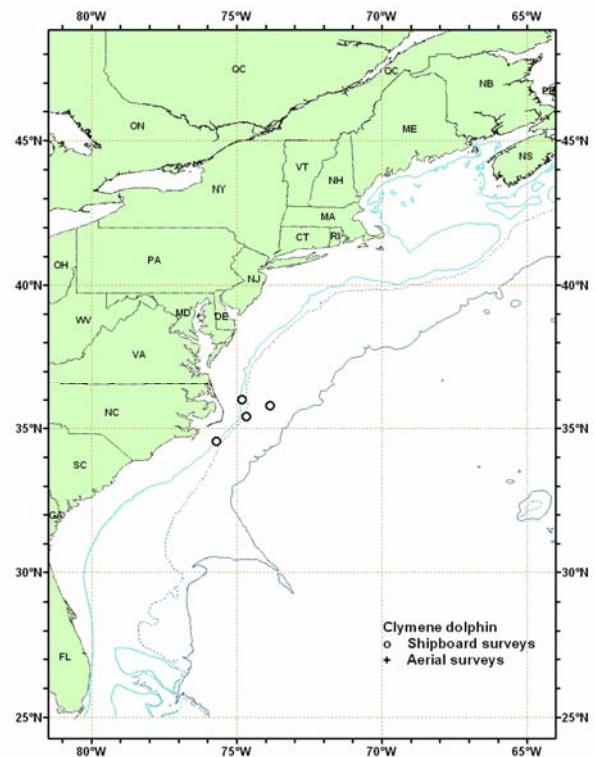 80°W 75°W 70°W 65°W
QC
QC
NB
PE
ON
45°N 45°N
ME
NS
VT
NH
NY
MA
CT RI
OH
PA
40°N 40°N
NJ
MD
DE
WV
VA
NC
35°N 35°N
SC
GA
30°N 30°N
Clymene dolphin
Shipboard surveys
FL
Aerial surveys
25°N 25°N
80°W 75°W 70°W 65°W